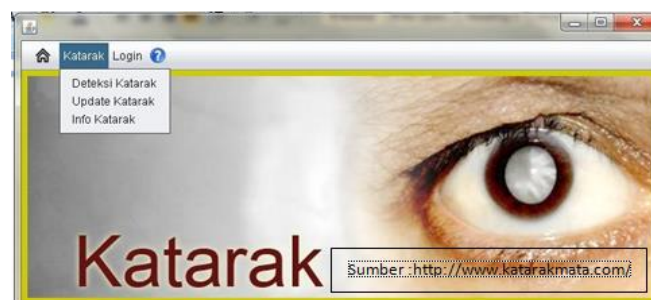 Katarak Login ?
Deteksi Katarak
Update Katarak
Info Katarak
Katarak
Sumber :http://www.katarakmata.com/